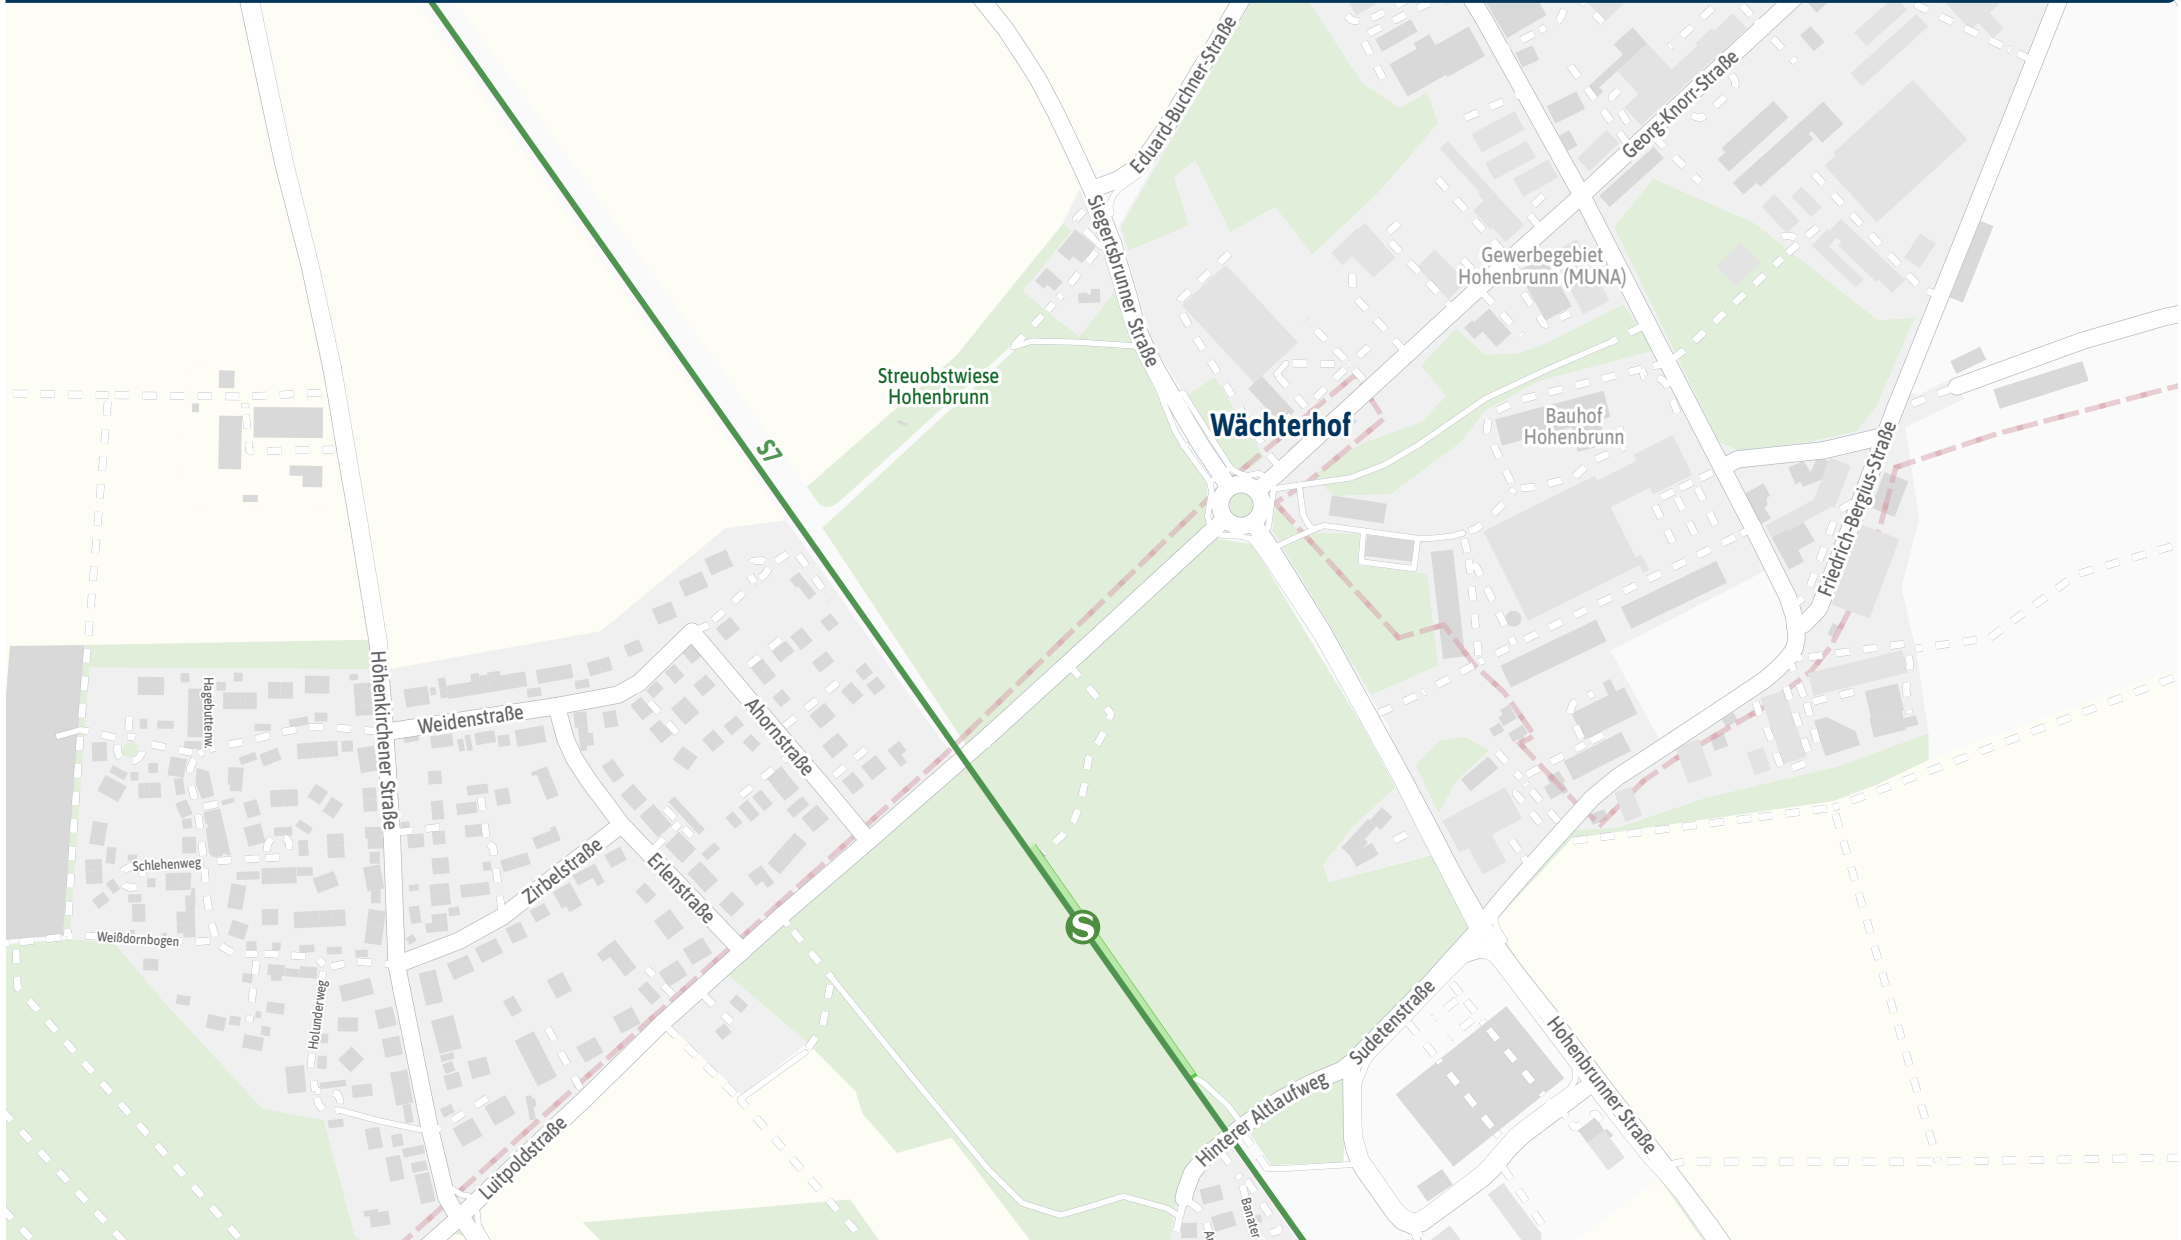 Eduard-Buchner-Straße
Georg-Knorr-Straße
Siegertsbrunner Straße
Gewerbegebiet
Hohenbrunn (MUNA)
Streuobstwiese
Hohenbrunn
Wächterhof
Bauhof
Hohenbrunn
S7
Friedrich-Bergius-Straße
Höhenkirchener Straße
Hagebuttenw.
Weidenstraße
Ahornstraße
Schlehenweg
Zirbelstraße
Erlenstraße
S
Weißdornbogen
Holunderweg
Sudetenstraße
Hohenbrunner Straße
Hinterer Altlaufweg
Luitpoldstraße
Banater